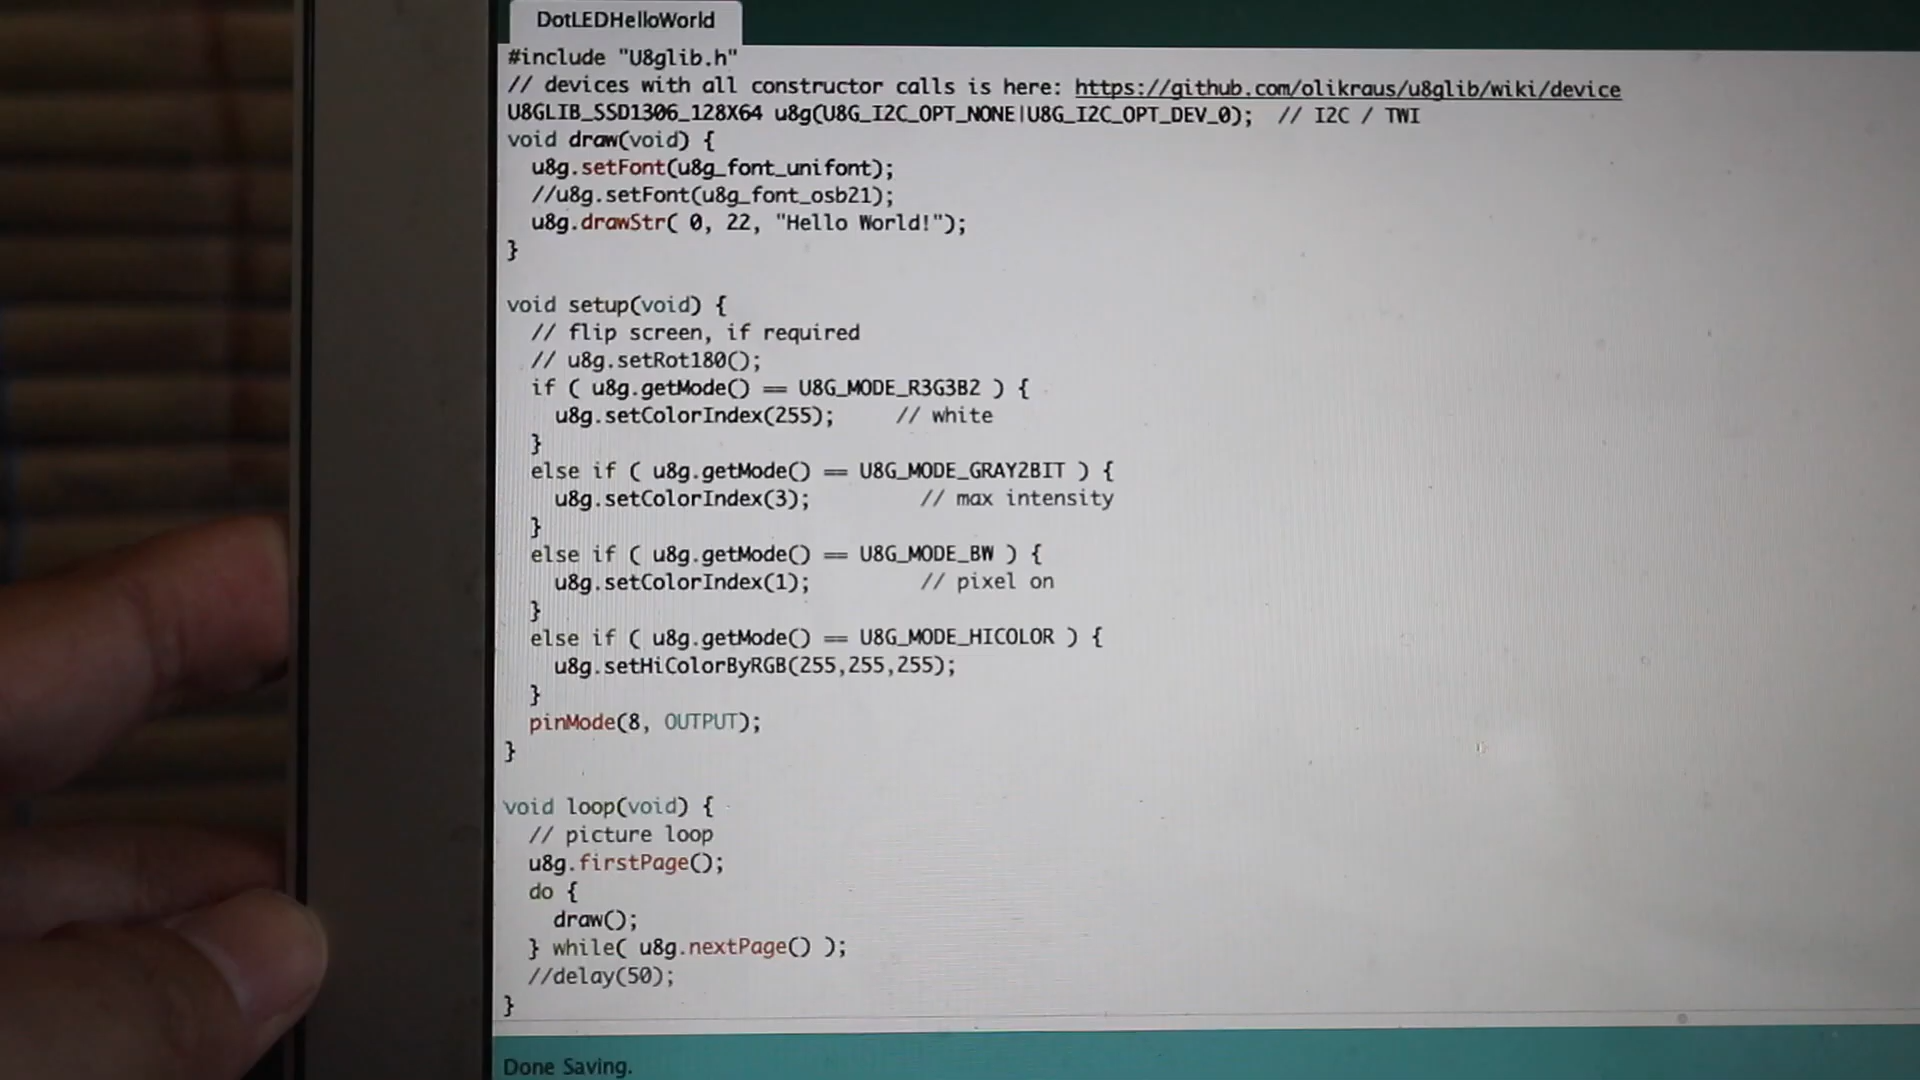 DotLEDHelloWorld
#include "U8glib.h"
// devices with all constructor calls is here: https://github.com/olikraus/u8glib/wiki/device
U8GLIB_SSD1306_128X64 u8g(U8G_I2C_OPT_NONE|U8G_I2C_OPT_DEV_0);  // I2C / TWI
void draw(void) {
  u8g.setFont(u8g_font_unifont);
  //u8g.setFont(u8g_font_osb21);
  u8g.drawStr( 0, 22, "Hello World!");
}
void setup(void) {
  // flip screen, if required
  // u8g.setRot180();
  if ( u8g.getMode() == U8G_MODE_R3G3B2 ) {
    u8g.setColorIndex(255);     // white
  }
  else if ( u8g.getMode() == U8G_MODE_GRAY2BIT ) {
    u8g.setColorIndex(3);         // max intensity
  }
  else if ( u8g.getMode() == U8G_MODE_BW ) {
    u8g.setColorIndex(1);         // pixel on
  }
  else if ( u8g.getMode() == U8G_MODE_HICOLOR ) {
    u8g.setHiColorByRGB(255,255,255);
  }
  pinMode(8, OUTPUT);
}
void loop(void) {
  // picture loop
  u8g.firstPage();
  do {
    draw();
  } while( u8g.nextPage() );
  //delay(50);
}
Done Saving.